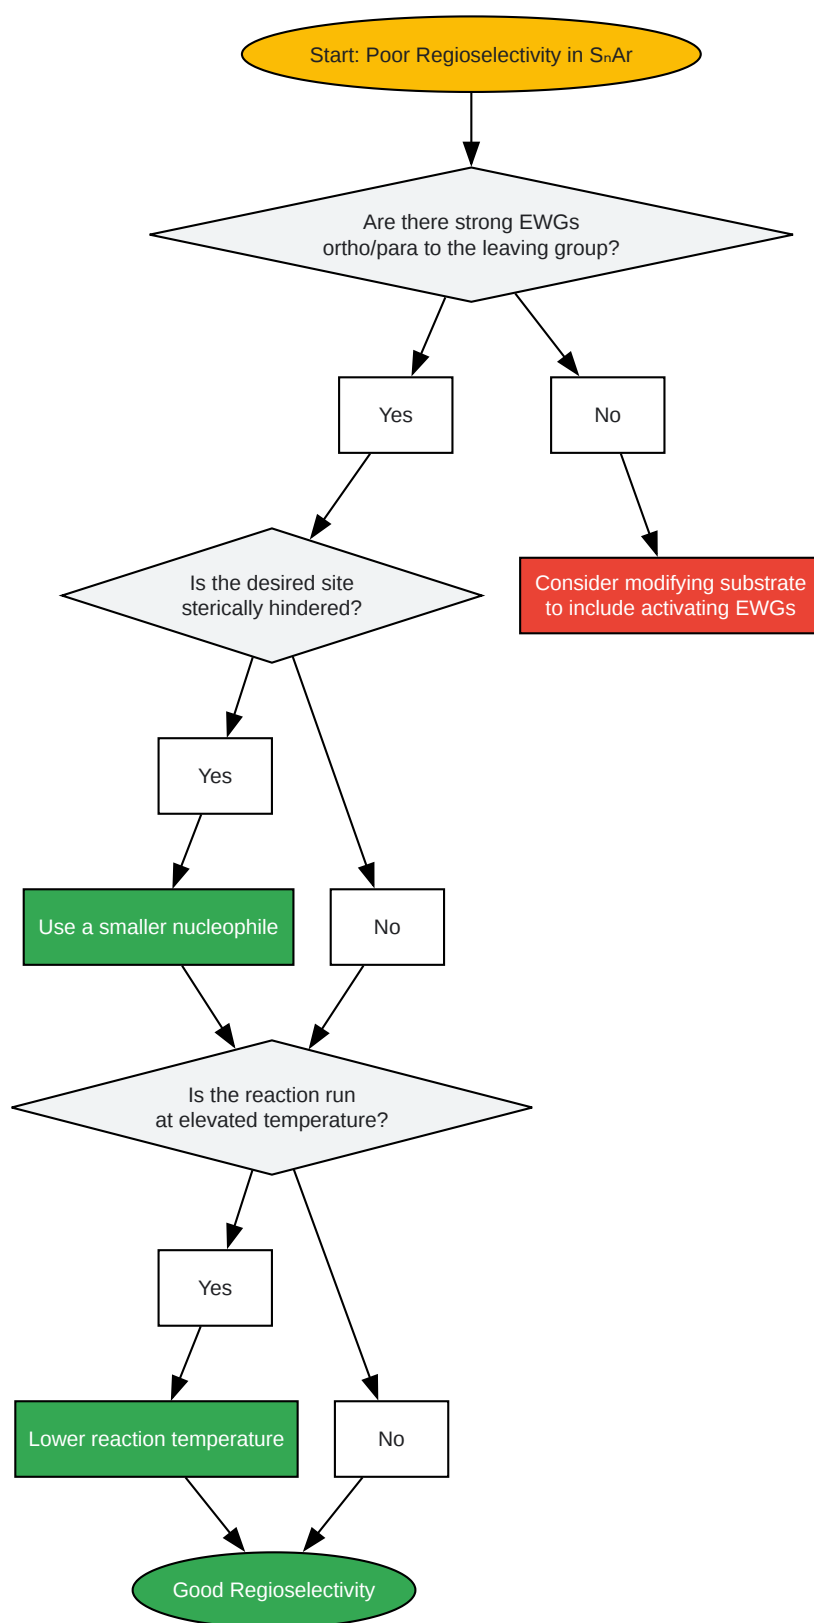 Start: Poor Regioselectivity in SₙAr
Are there strong EWGs
ortho/para to the leaving group?
Yes
No
Is the desired site
sterically hindered?
Consider modifying substrate
to include activating EWGs
Yes
Use a smaller nucleophile
No
Is the reaction run
at elevated temperature?
Yes
Lower reaction temperature
No
Good Regioselectivity